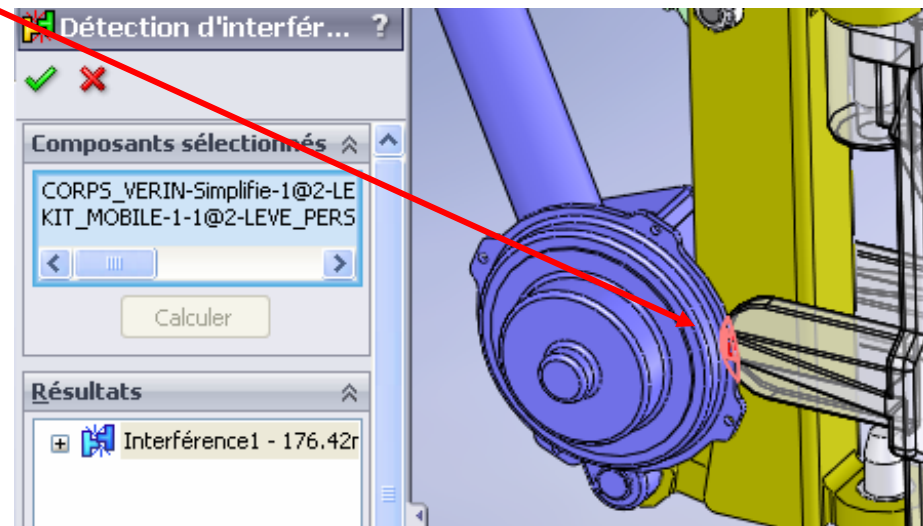 Détection d'interfér... ?
Composants sélectionnés
CORPS_VERIN-Simplifie-1@2-LE
KIT_MOBILE-1-1@2-LEVE_PERS
Calculer
Résultats
Interférence1 - 176.42r